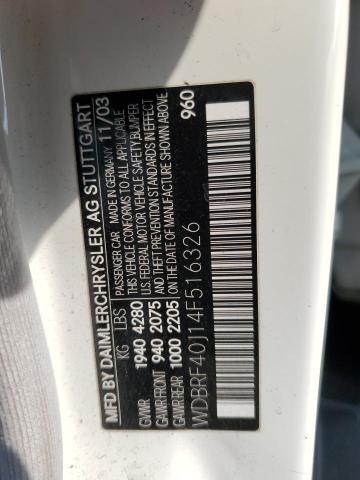 MFD BY DAIMLERCHRYSLER AG STUTTGART 11/03
KG LBS PASSENGER CAR MADE IN GERMANY 960
GVWR 1940 4280 THIS VEHICLE CONFORMS TO ALL APPLICABLE
U.S. FEDERAL MOTOR VEHICLE SAFETY, BUMPER
GAWR FRONT 940 2075 AND THEFT PREVENTION STANDARDS IN EFFECT
GAWR REAR 1000 2205 ON THE DATE OF MANUFACTURE SHOWN ABOVE
WDBRF40J14F516326